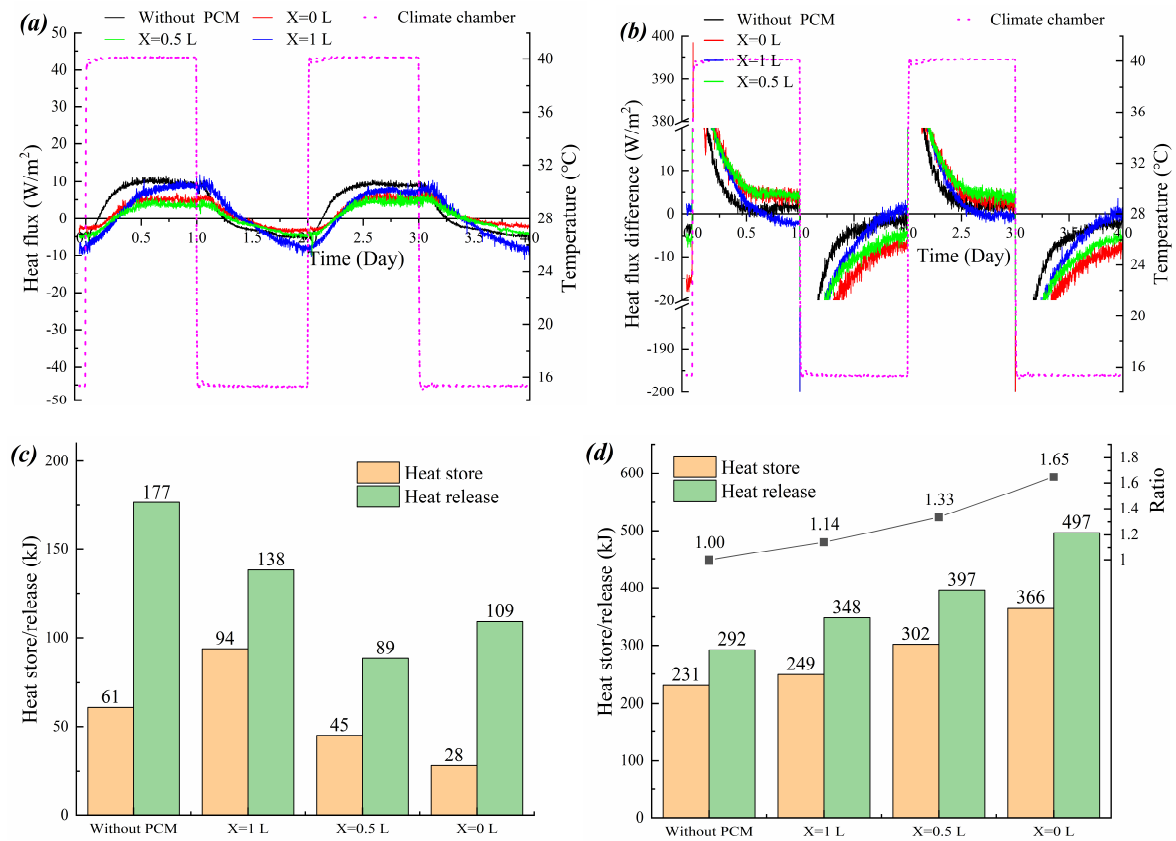 (a)
Without PCM
X=0 L
Climate chamber
X=0.5 L
X=1 L
50
40
30
20
10
0
-10
-20
-30
-40
-50
Heat flux (W/m²)
0.5
1.0
1.5
2.0
2.5
3.0
3.5
4.0
Time (Day)
40
36
32
28
26
24
20
16
Temperature (°C)
(b)
Without PCM
Climate chamber
X=0 L
X=1 L
X=0.5 L
400
395
390
380
10
0
-10
-20
-190
-200
Heat flux difference (W/m²)
0.5
1.0
1.5
2.0
2.5
3.0
3.5
4.0
Time (Day)
40
36
32
28
26
24
20
16
Temperature (°C)
(c)
Heat store
Heat release
200
150
100
50
0
Heat store/release (kJ)
61
177
94
138
45
89
28
109
Without PCM
X=1 L
X=0.5 L
X=0 L
(d)
Heat store
Heat release
600
500
400
300
200
100
0
Heat store/release (kJ)
1.00
1.14
1.33
1.65
231
292
249
348
302
397
366
497
1.8
1.6
1.4
1.2
1
Ratio
Without PCM
X=1 L
X=0.5 L
X=0 L